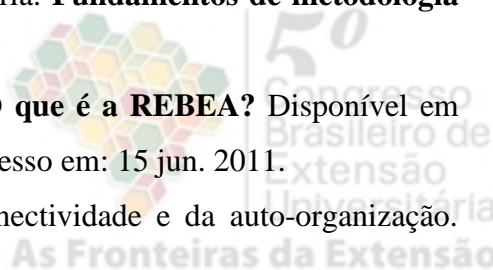 ria. Fundamentos de metodologia
5º
Congresso
O que é a REBEA? Disponível em
Brasileiro de
esso em: 15 jun. 2011.
Extensão
nectividade e da auto-organização.
Universitária
As Fronteiras da Extensão